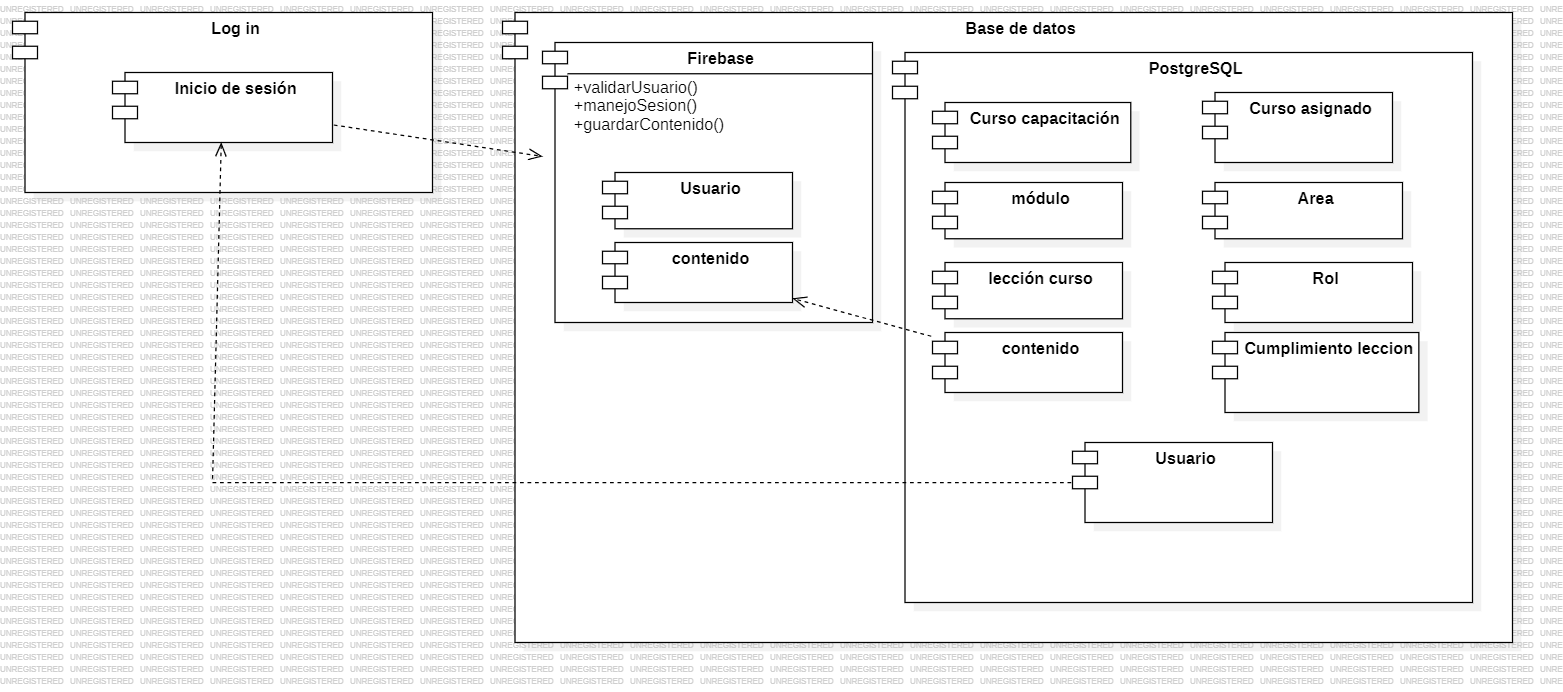 Log in
Inicio de sesión
Base de datos
Firebase
+validarUsuario()
+manejoSesion()
+guardarContenido()
Usuario
contenido
PostgreSQL
Curso capacitación
Curso asignado
módulo
Area
lección curso
Rol
contenido
Cumplimiento leccion
Usuario
UNREGISTERED